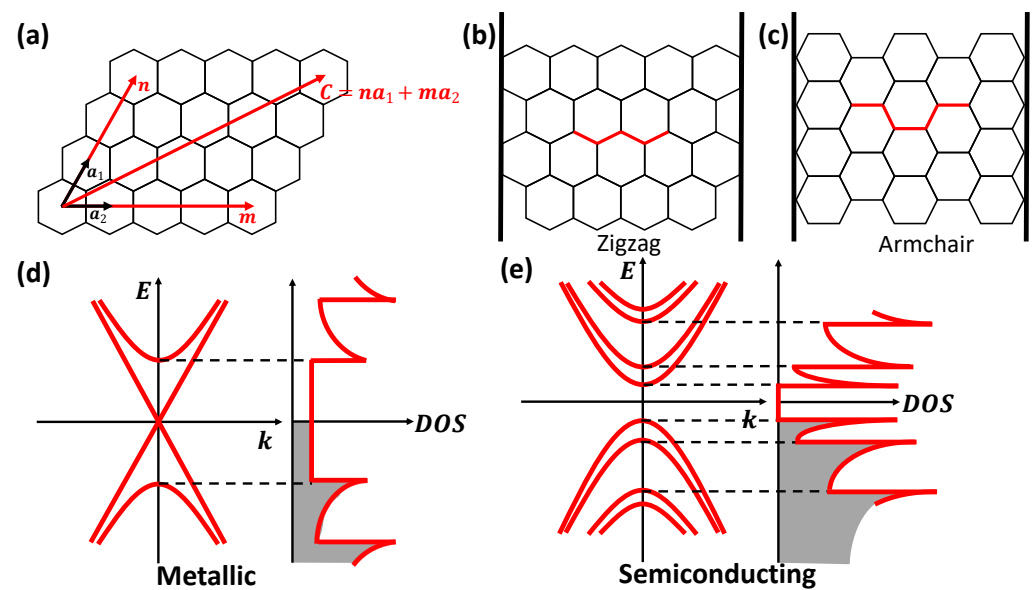 (a)
n
C = na₁ + ma₂
a₁
a₂
m
(b)
Zigzag
(c)
Armchair
(d)
E
k
DOS
Metallic
(e)
E
k
DOS
Semiconducting